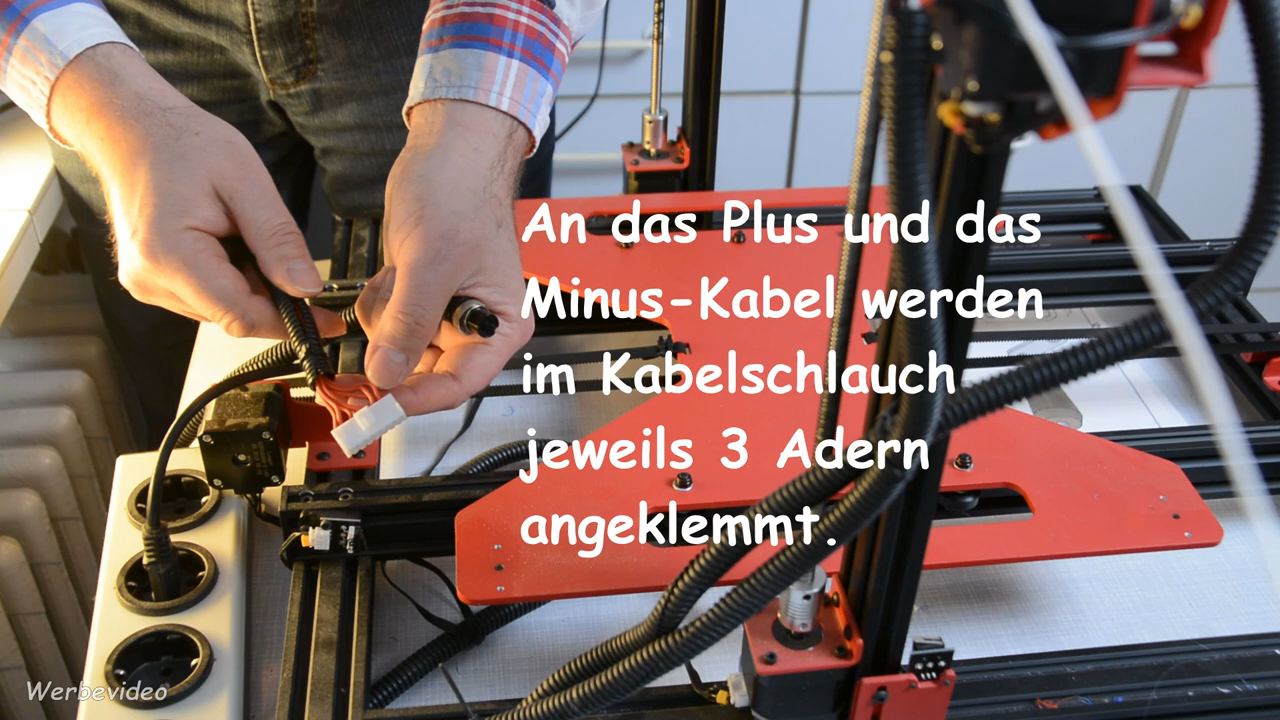 An das Plus und das
Minus-Kabel werden
im Kabelschlauch
jeweils 3 Adern
angeklemmt.
Werbevideo